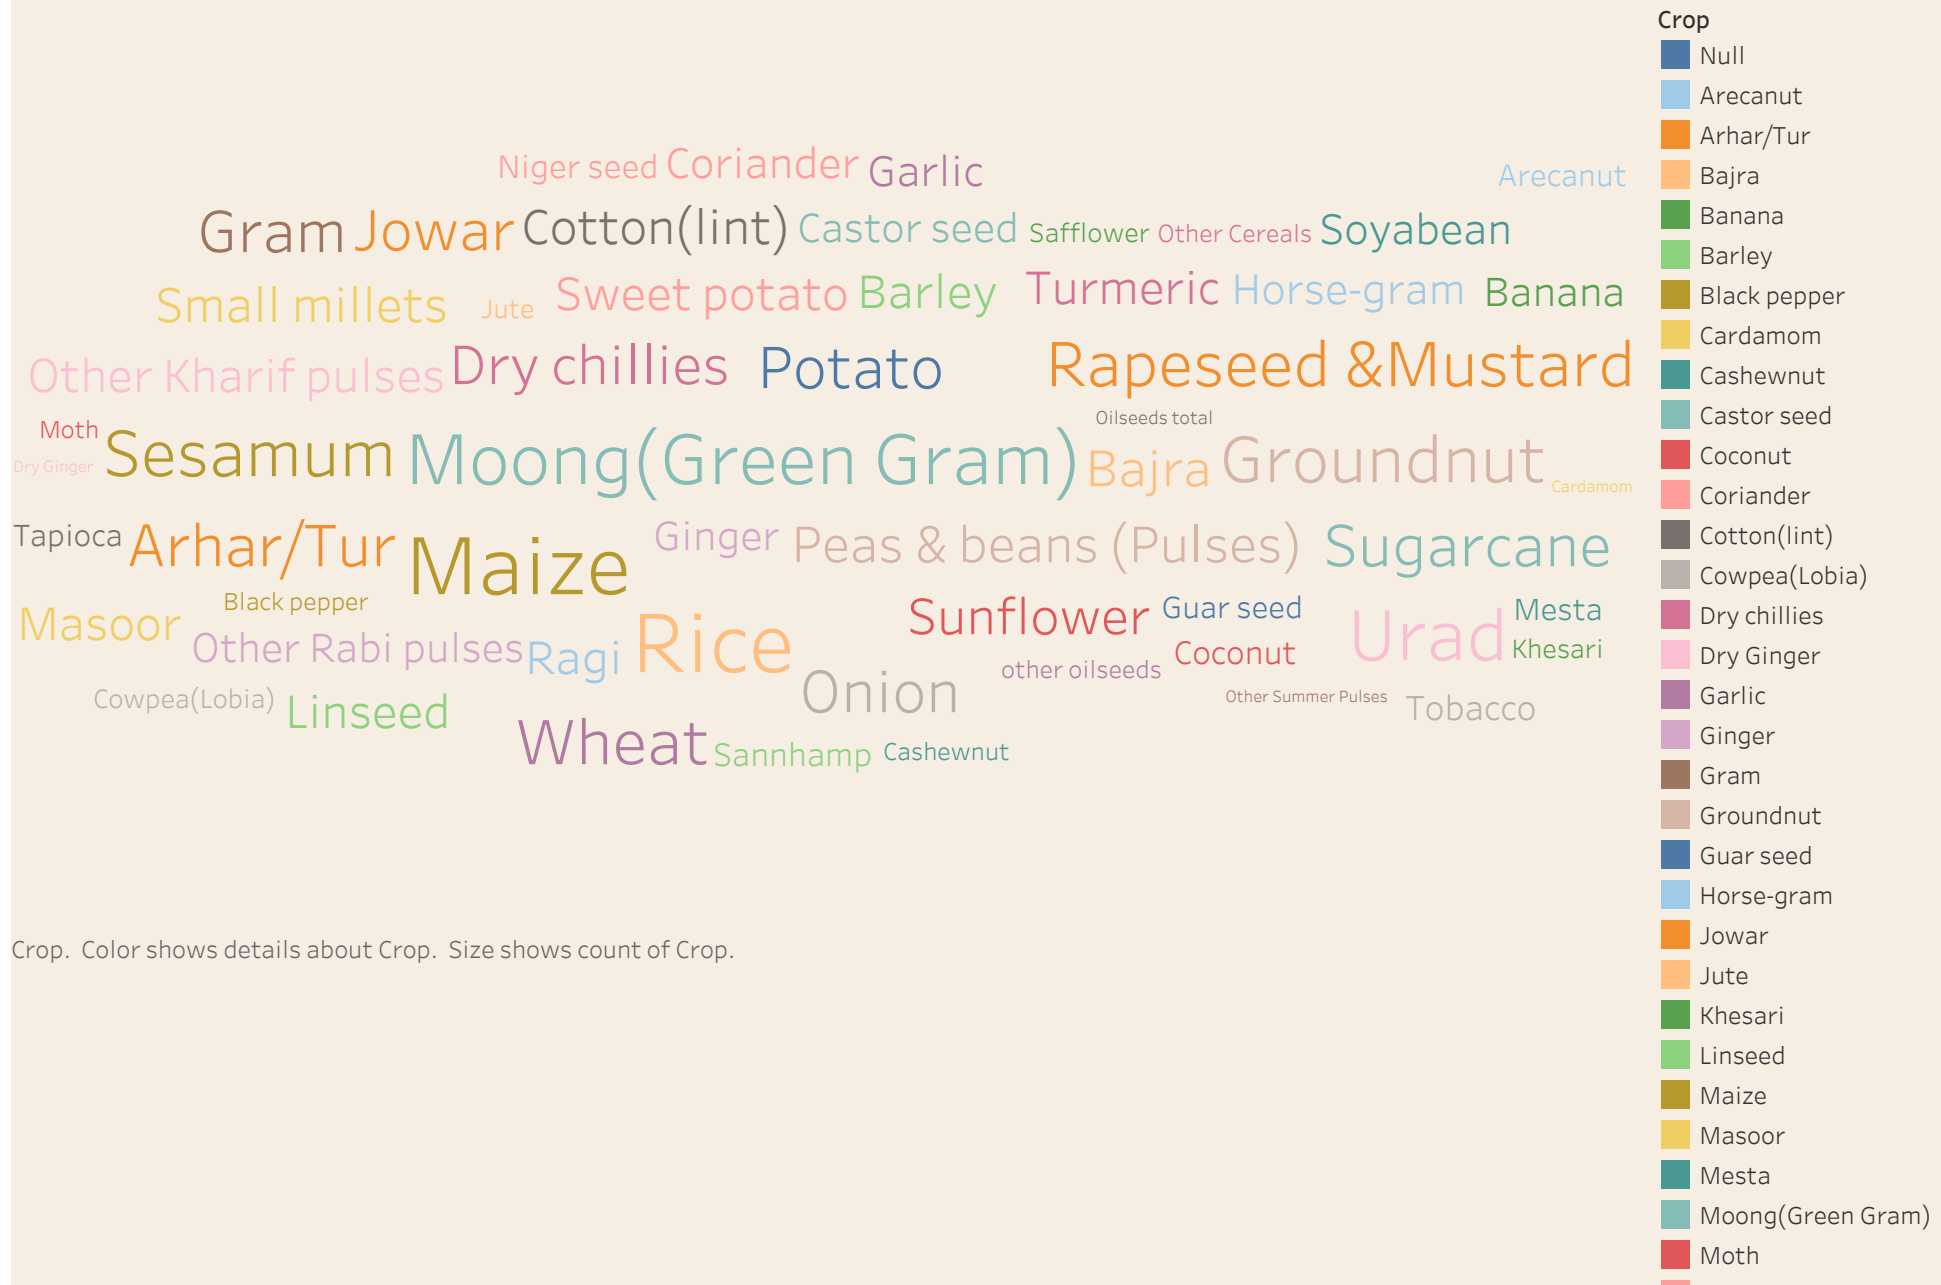 Niger seed Coriander Garlic Arecanut
Gram Jowar Cotton(lint) Castor seed Safflower Other Cereals Soyabean
Small millets Jute Sweet potato Barley Turmeric Horse-gram Banana
Other Kharif pulses Dry chillies Potato Rapeseed &Mustard
Oilseeds total
Moth Sesamum Moong(Green Gram) Bajra Groundnut
Dry Ginger Cardamom
Tapioca Arhar/Tur Maize Ginger Peas & beans (Pulses) Sugarcane
Black pepper
Masoor Sunflower Guar seed Urad Mesta
Other Rabi pulses Ragi Rice Coconut Khesari
other oilseeds
Cowpea(Lobia) Linseed Onion Other Summer Pulses Tobacco
Wheat Sannhamp Cashewnut
Crop. Color shows details about Crop. Size shows count of Crop.
Crop
Null
Arecanut
Arhar/Tur
Bajra
Banana
Barley
Black pepper
Cardamom
Cashewnut
Castor seed
Coconut
Coriander
Cotton(lint)
Cowpea(Lobia)
Dry chillies
Dry Ginger
Garlic
Ginger
Gram
Groundnut
Guar seed
Horse-gram
Jowar
Jute
Khesari
Linseed
Maize
Masoor
Mesta
Moong(Green Gram)
Moth